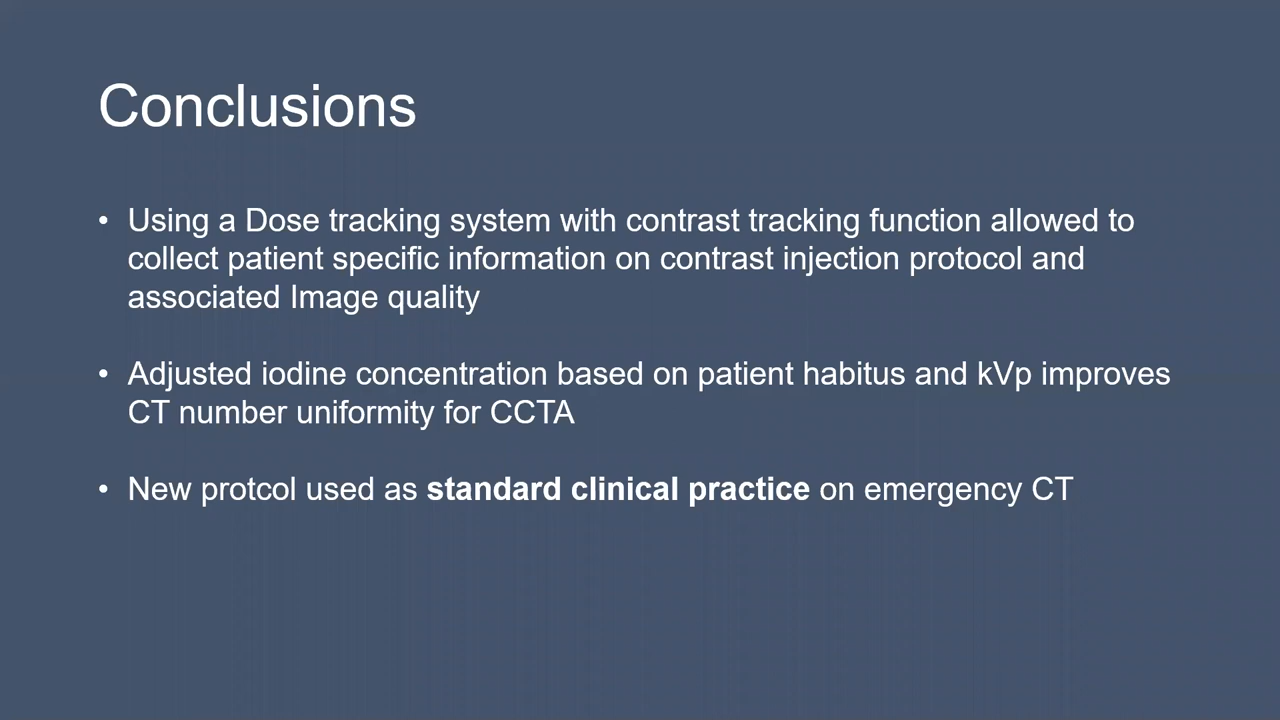 Conclusions
• Using a Dose tracking system with contrast tracking function allowed to
collect patient specific information on contrast injection protocol and
associated Image quality
• Adjusted iodine concentration based on patient habitus and kVp improves
CT number uniformity for CCTA
• New protcol used as standard clinical practice on emergency CT